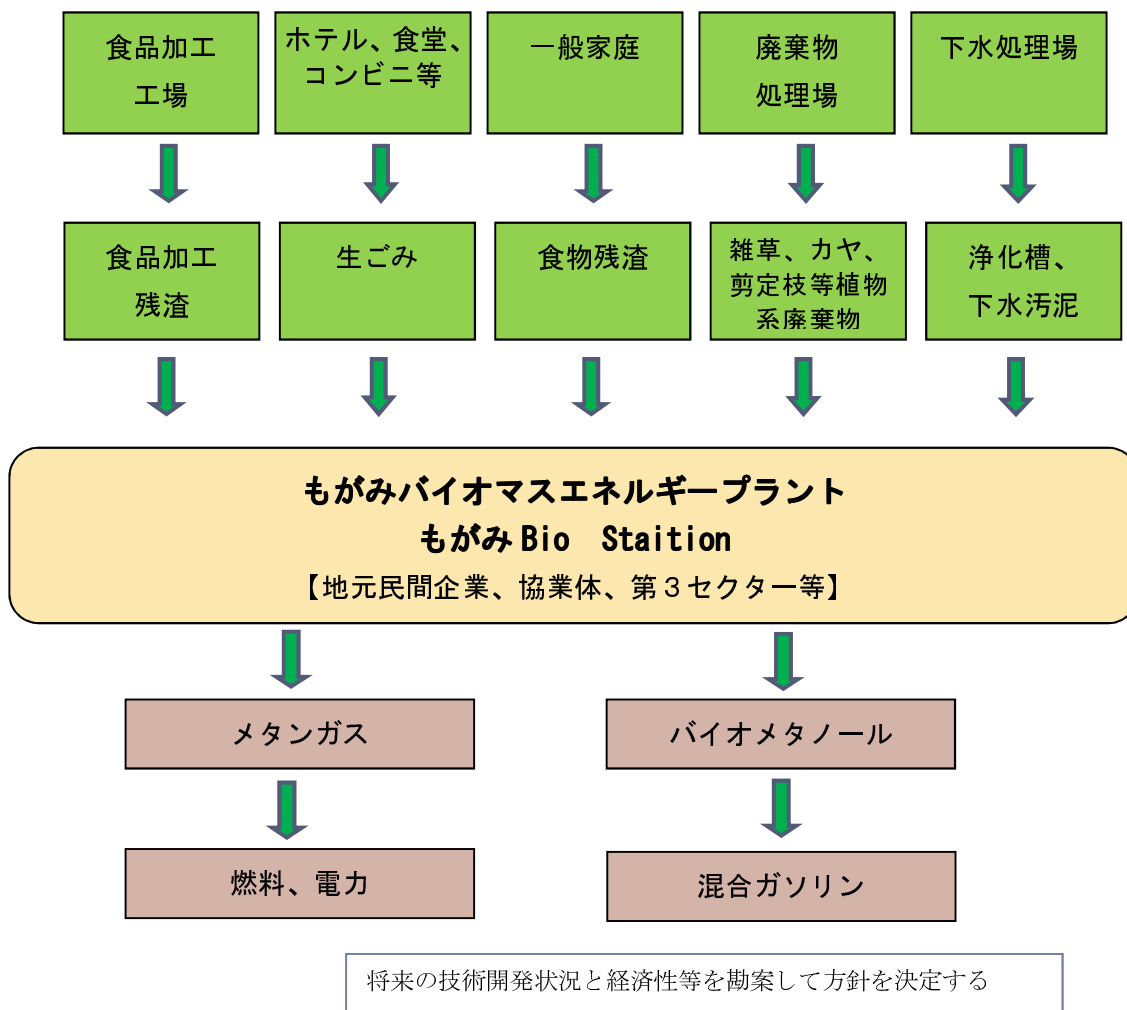 食品加工
工場
ホテル、食堂、
コンビニ等
一般家庭
廃棄物
処理場
下水処理場
食品加工
残渣
生ごみ
食物残渣
雑草、カヤ、
剪定枝等植物
系廃棄物
浄化槽、
下水汚泥
もがみバイオマスエネルギープラント
もがみBio　Staition
【地元民間企業、協業体、第３セクター等】
メタンガス
バイオメタノール
燃料、電力
混合ガソリン
将来の技術開発状況と経済性等を勘案して方針を決定する